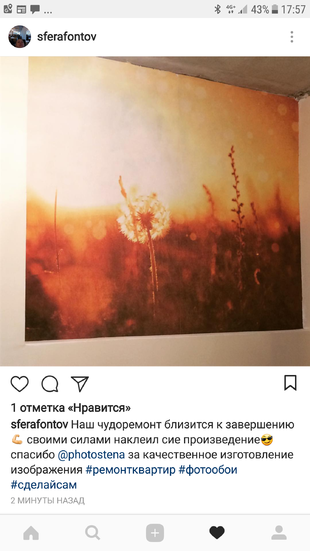 ... 4G+ 43% 17:57
sferafontov
1 отметка «Нравится»
sferafontov Наш чудоремонт близится к завершению
💪 своими силами наклеил сие произведение😎
спасибо @photostena за качественное изготовление
изображения #ремонтквартир #фотообои
#сделайсам
2 МИНУТЫ НАЗАД